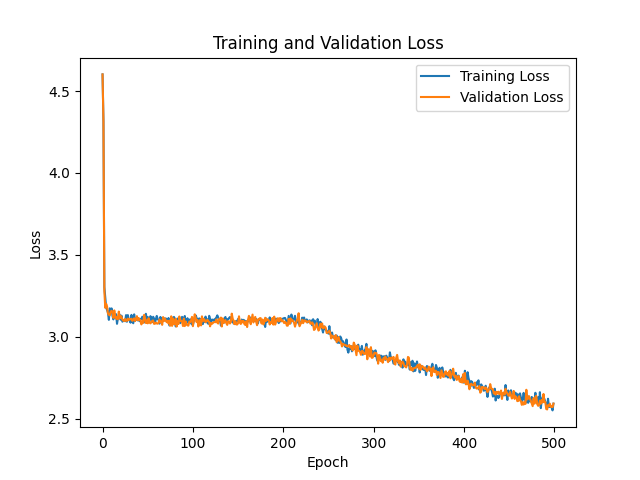 Training and Validation Loss
Training Loss
Validation Loss
4.5
4.0
3.5
3.0
2.5
Loss
0 100 200 300 400 500
Epoch